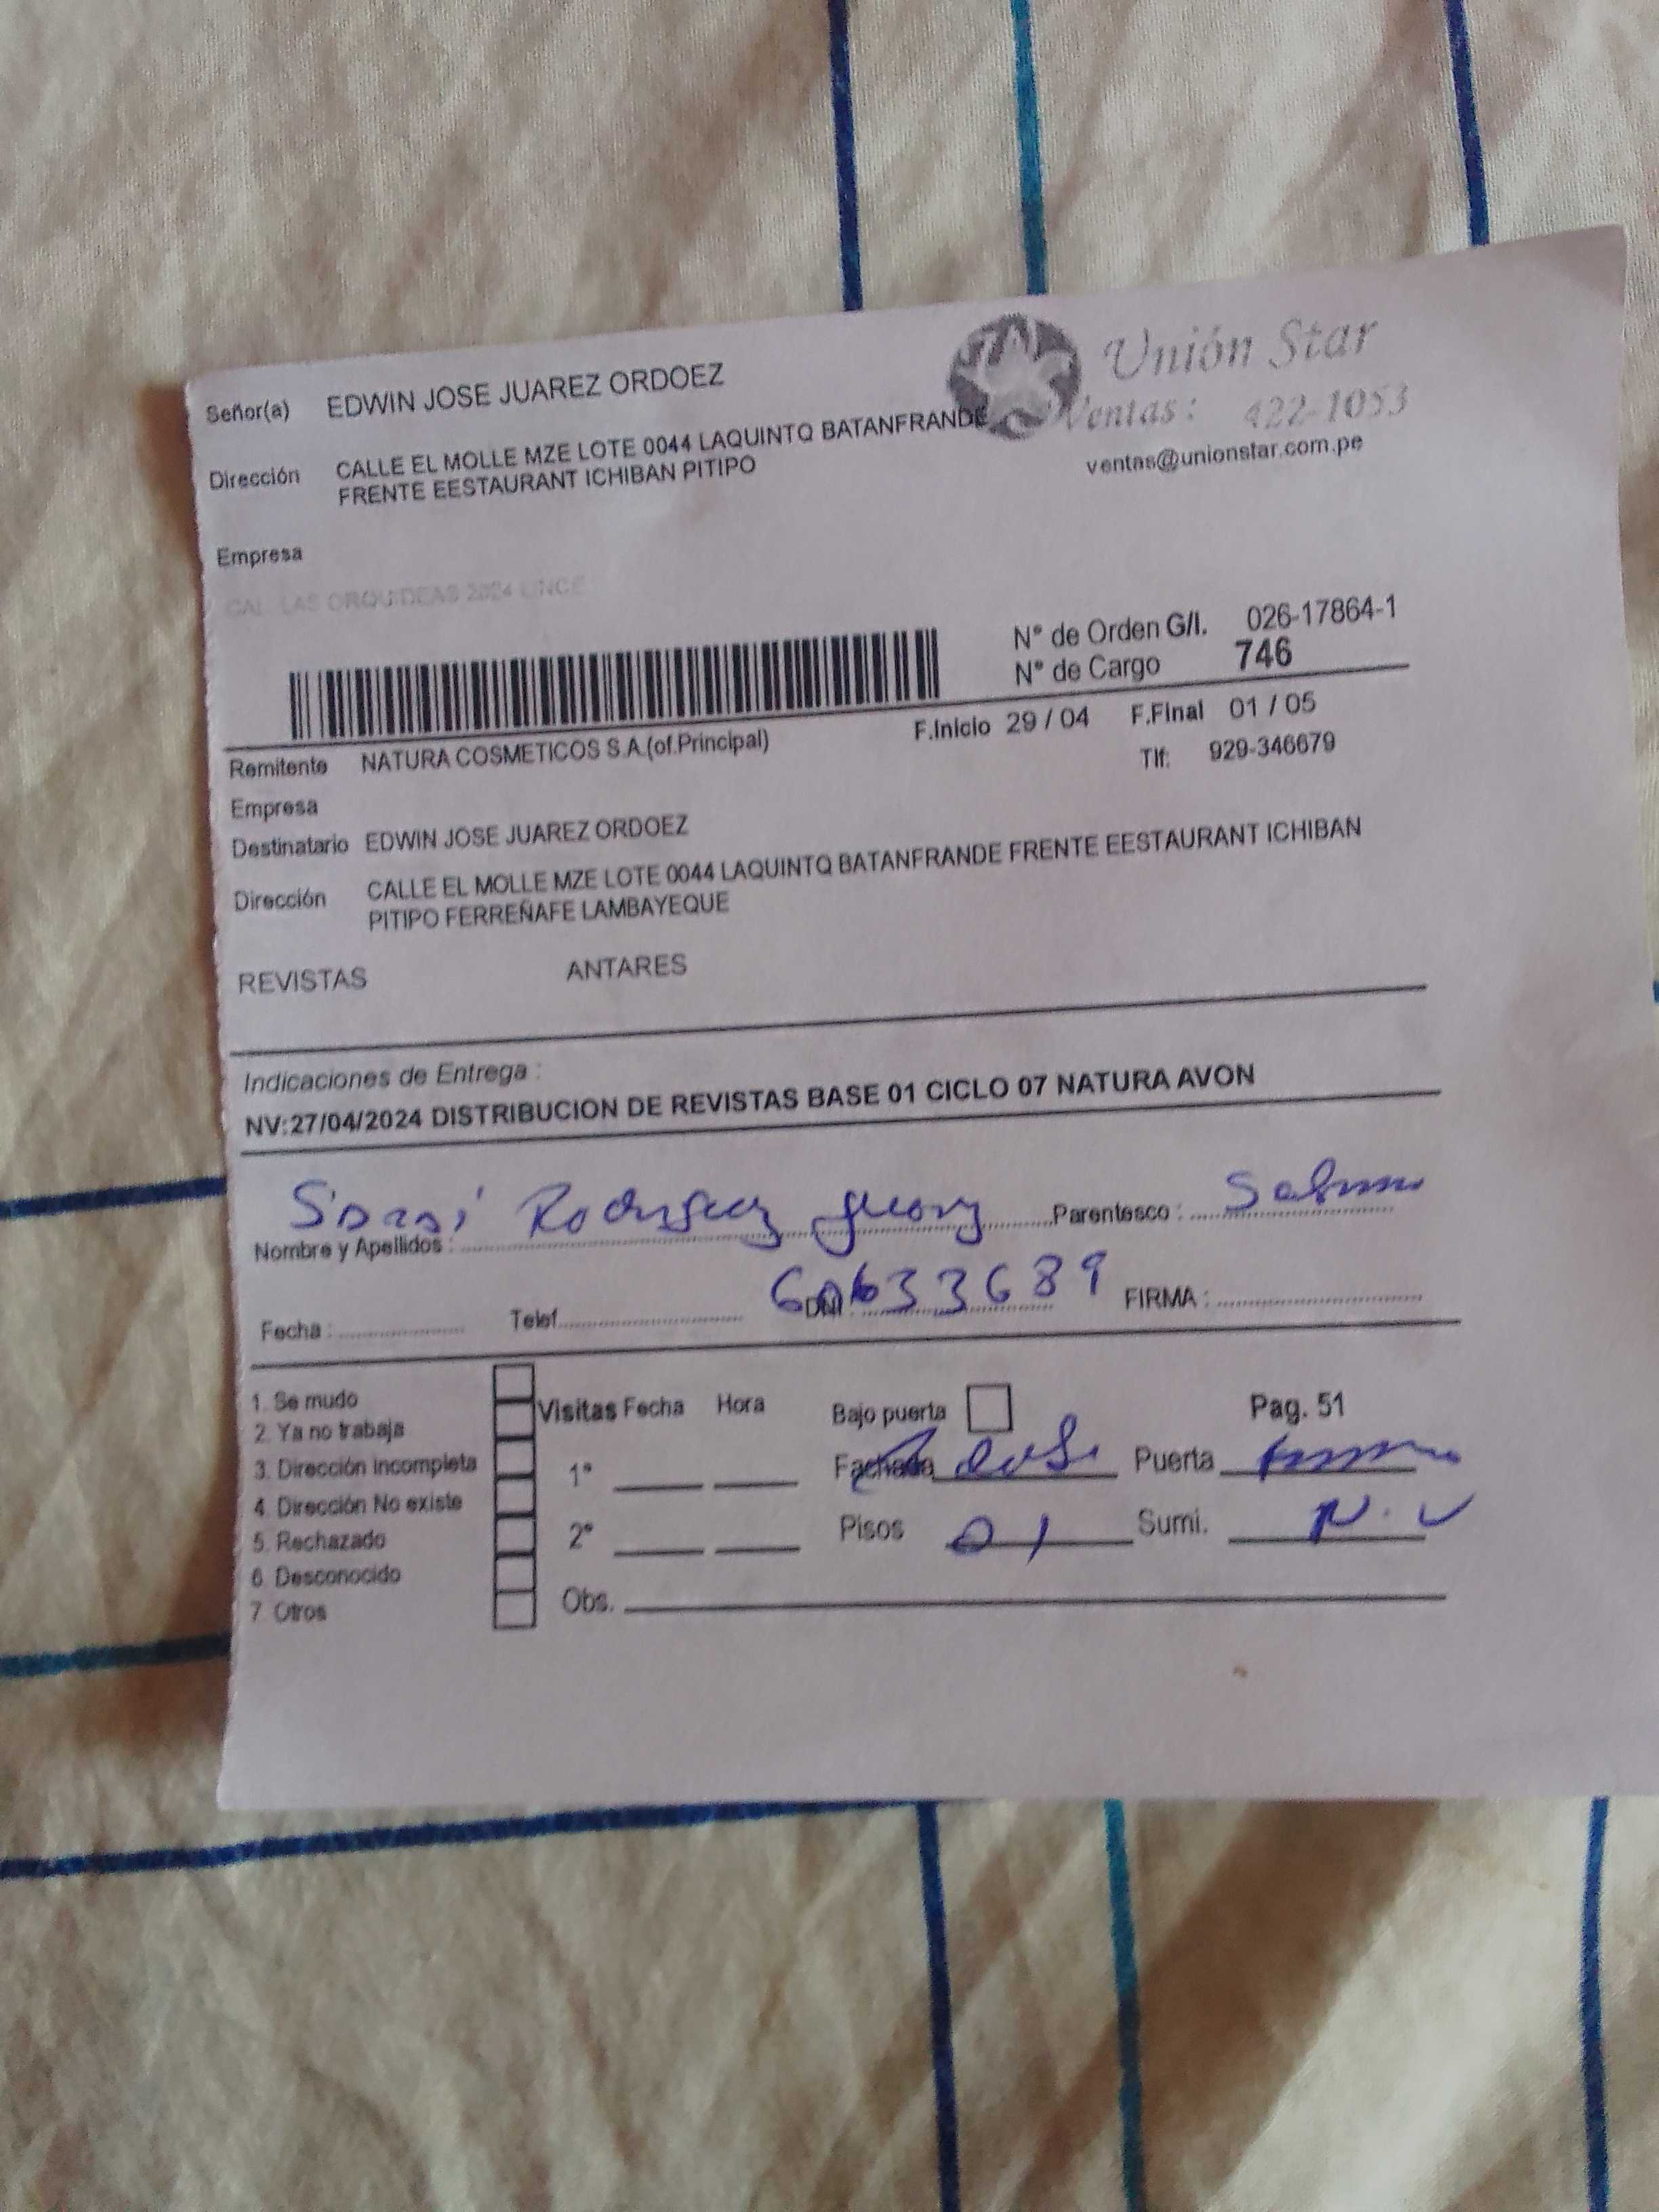 Unión Star
Ventas: 422-1053
ventas@unionstar.com.pe
Señor(a) EDWIN JOSE JUAREZ ORDOEZ
Dirección CALLE EL MOLLE MZE LOTE 0044 LAQUINTQ BATANFRANDE
FRENTE EESTAURANT ICHIBAN PITIPO
Empresa
CAL. LAS ORQUIDEAS 2024 LINCE
N° de Orden G/I. 026-17864-1
N° de Cargo 746
F.Inicio 29 / 04 F.Final 01 / 05
Remitente NATURA COSMETICOS S.A.(of.Principal)
Tlf: 929-346679
Empresa
Destinatario EDWIN JOSE JUAREZ ORDOEZ
Dirección CALLE EL MOLLE MZE LOTE 0044 LAQUINTQ BATANFRANDE FRENTE EESTAURANT ICHIBAN
PITIPO FERREÑAFE LAMBAYEQUE
REVISTAS ANTARES
Indicaciones de Entrega :
NV:27/04/2024 DISTRIBUCION DE REVISTAS BASE 01 CICLO 07 NATURA AVON
Nombre y Apellidos : Rodriguez Parentesco :
Fecha : Telef. DNI : FIRMA :
1. Se mudo
2. Ya no trabaja
3. Dirección incompleta
4. Dirección No existe
5. Rechazado
6. Desconocido
7. Otros
Visitas Fecha Hora
1°
2°
Obs.
Bajo puerta Pag. 51
Fachada Puerta
Pisos 01 Sumi. N.V